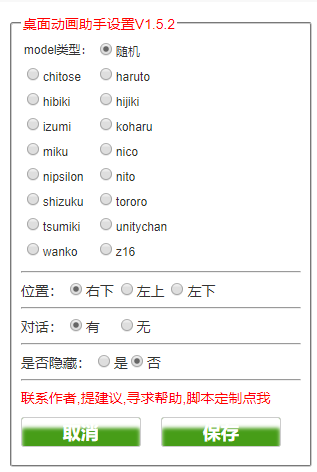 桌面动画助手设置V1.5.2
model类型： 随机
chitose haruto
hibiki hijiki
izumi koharu
miku nico
nipsilon nito
shizuku tororo
tsumiki unitychan
wanko z16
位置： 右下 左上 左下
对话： 有 无
是否隐藏： 是 否
联系作者,提建议,寻求帮助,脚本定制点我
取消 保存